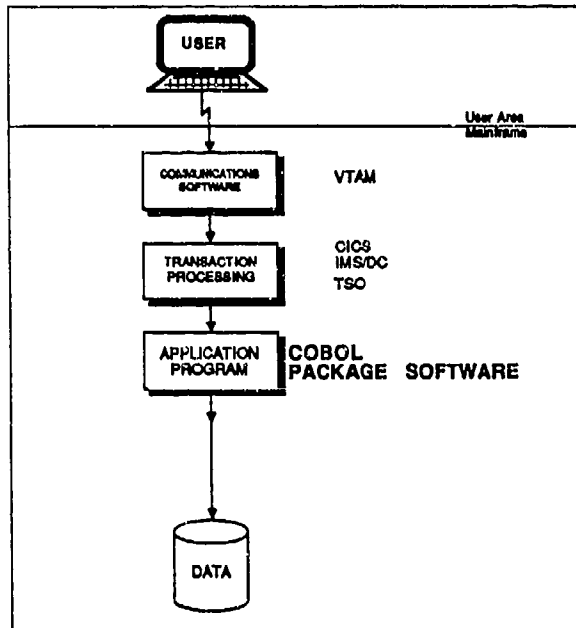 USER
User Area
Mainframe
COMMUNICATIONS
SOFTWARE
VTAM
TRANSACTION
PROCESSING
CICS
IMS/DC
TSO
APPLICATION
PROGRAM
COBOL
PACKAGE SOFTWARE
DATA